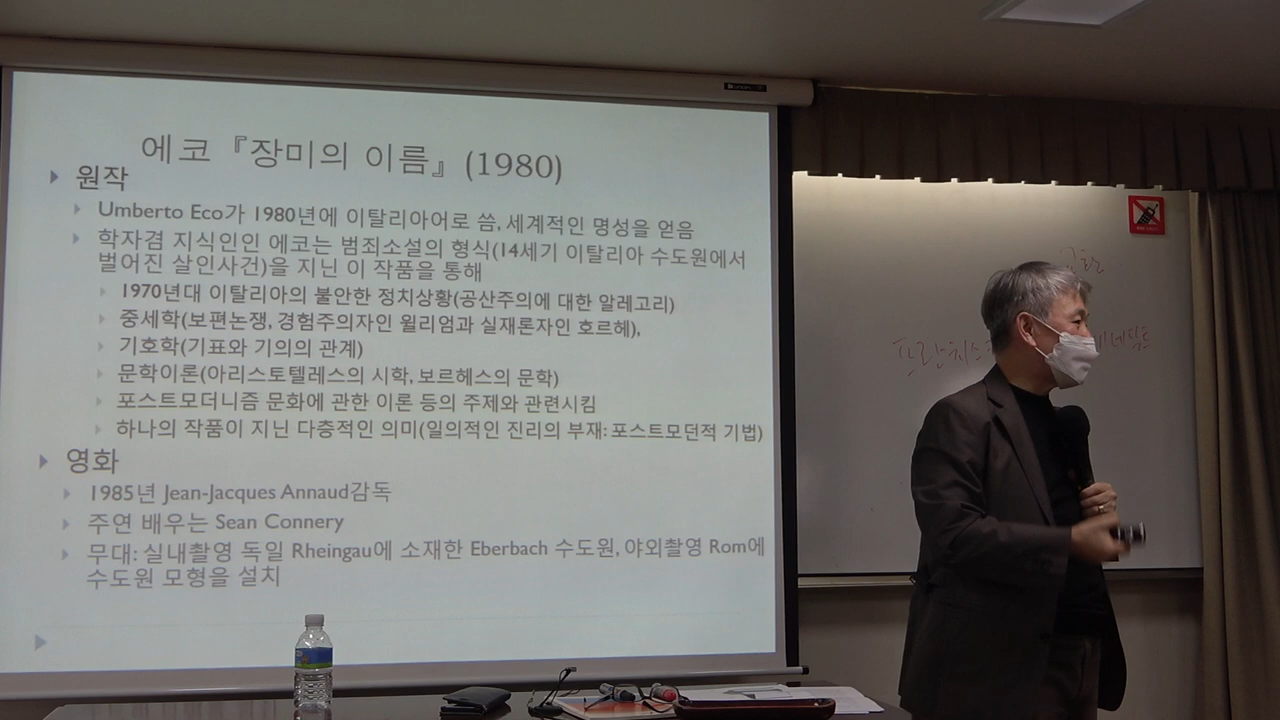 에코『장미의 이름』(1980)
원작
Umberto Eco가 1980년에 이탈리아어로 씀, 세계적인 명성을 얻음
학자겸 지식인인 에코는 범죄소설의 형식(14세기 이탈리아 수도원에서
벌어진 살인사건)을 지닌 이 작품을 통해
1970년대 이탈리아의 불안한 정치상황(공산주의에 대한 알레고리)
중세학(보편논쟁, 경험주의자인 윌리엄과 실재론자인 호르헤),
기호학(기표와 기의의 관계)
문학이론(아리스토텔레스의 시학, 보르헤스의 문학)
포스트모더니즘 문화에 관한 이론 등의 주제와 관련시킴
하나의 작품이 지닌 다층적인 의미(일의적인 진리의 부재: 포스트모던적 기법)
영화
1985년 Jean-Jacques Annaud감독
주연 배우는 Sean Connery
무대: 실내촬영 독일 Rheingau에 소재한 Eberbach 수도원, 야외촬영 Rom에
수도원 모형을 설치